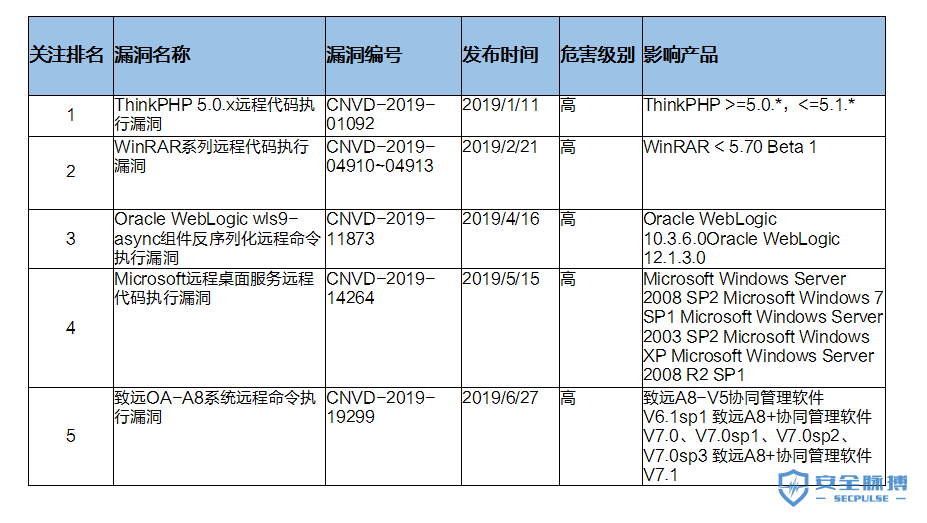 关注排名 漏洞名称 漏洞编号 发布时间 危害级别 影响产品
1
ThinkPHP 5.0.x远程代码执
行漏洞
CNVD-2019-
01092
2019/1/11
高
ThinkPHP >=5.0.*，<=5.1.*
2
WinRAR系列远程代码执行
漏洞
CNVD-2019-
04910~04913
2019/2/21
高
WinRAR < 5.70 Beta 1
3
Oracle WebLogic wls9-
async组件反序列化远程命令
执行漏洞
CNVD-2019-
11873
2019/4/16
高
Oracle WebLogic
10.3.6.0Oracle WebLogic
12.1.3.0
4
Microsoft远程桌面服务远程
代码执行漏洞
CNVD-2019-
14264
2019/5/15
高
Microsoft Windows Server
2008 SP2 Microsoft Windows 7
SP1 Microsoft Windows Server
2003 SP2 Microsoft Windows
XP Microsoft Windows Server
2008 R2 SP1
5
致远OA-A8系统远程命令执
行漏洞
CNVD-2019-
19299
2019/6/27
高
致远A8-V5协同管理软件
V6.1sp1 致远A8+协同管理软件
V7.0、V7.0sp1、V7.0sp2、
V7.0sp3 致远A8+协同管理软件
V7.1
安全脉搏
SECPULSE